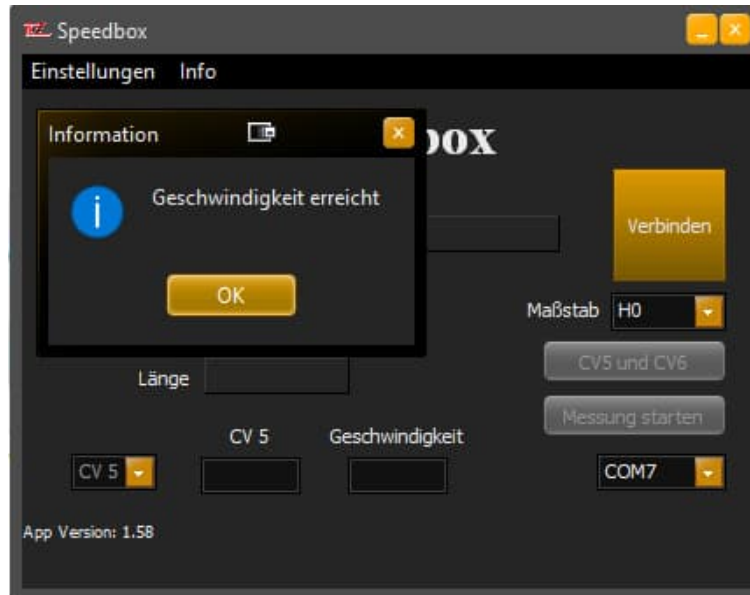 Speedbox
Einstellungen Info
Information
box
Geschwindigkeit erreicht
OK
Verbinden
Maßstab H0
CV5 und CV6
Länge
Messung starten
CV 5 Geschwindigkeit
CV 5
COM7
App Version: 1.58